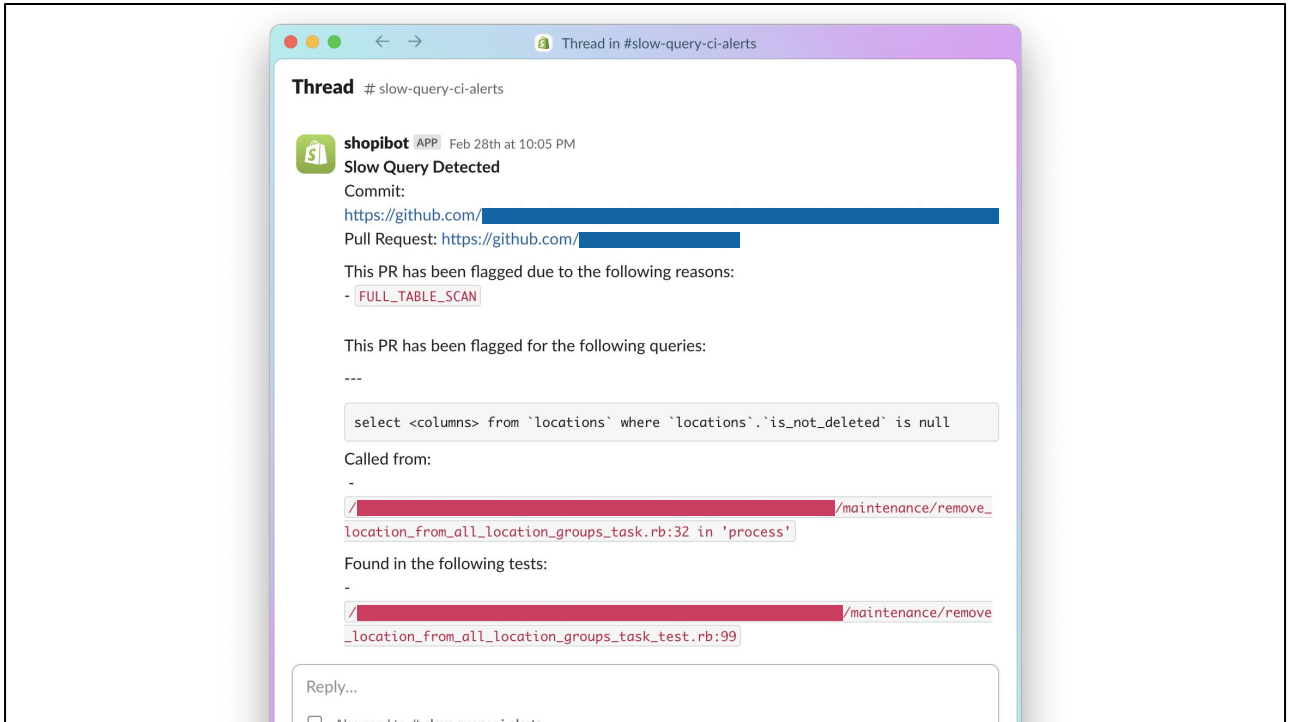 Thread in #slow-query-ci-alerts
Thread # slow-query-ci-alerts
shopibot APP Feb 28th at 10:05 PM
Slow Query Detected
Commit:
https://github.com/
Pull Request: https://github.com/
This PR has been flagged due to the following reasons:
- FULL_TABLE_SCAN
This PR has been flagged for the following queries:
---
select <columns> from `locations` where `locations`.`is_not_deleted` is null
Called from:
-
/ /maintenance/remove_
location_from_all_location_groups_task.rb:32 in 'process'
Found in the following tests:
-
/ /maintenance/remove
_location_from_all_location_groups_task_test.rb:99
Reply...